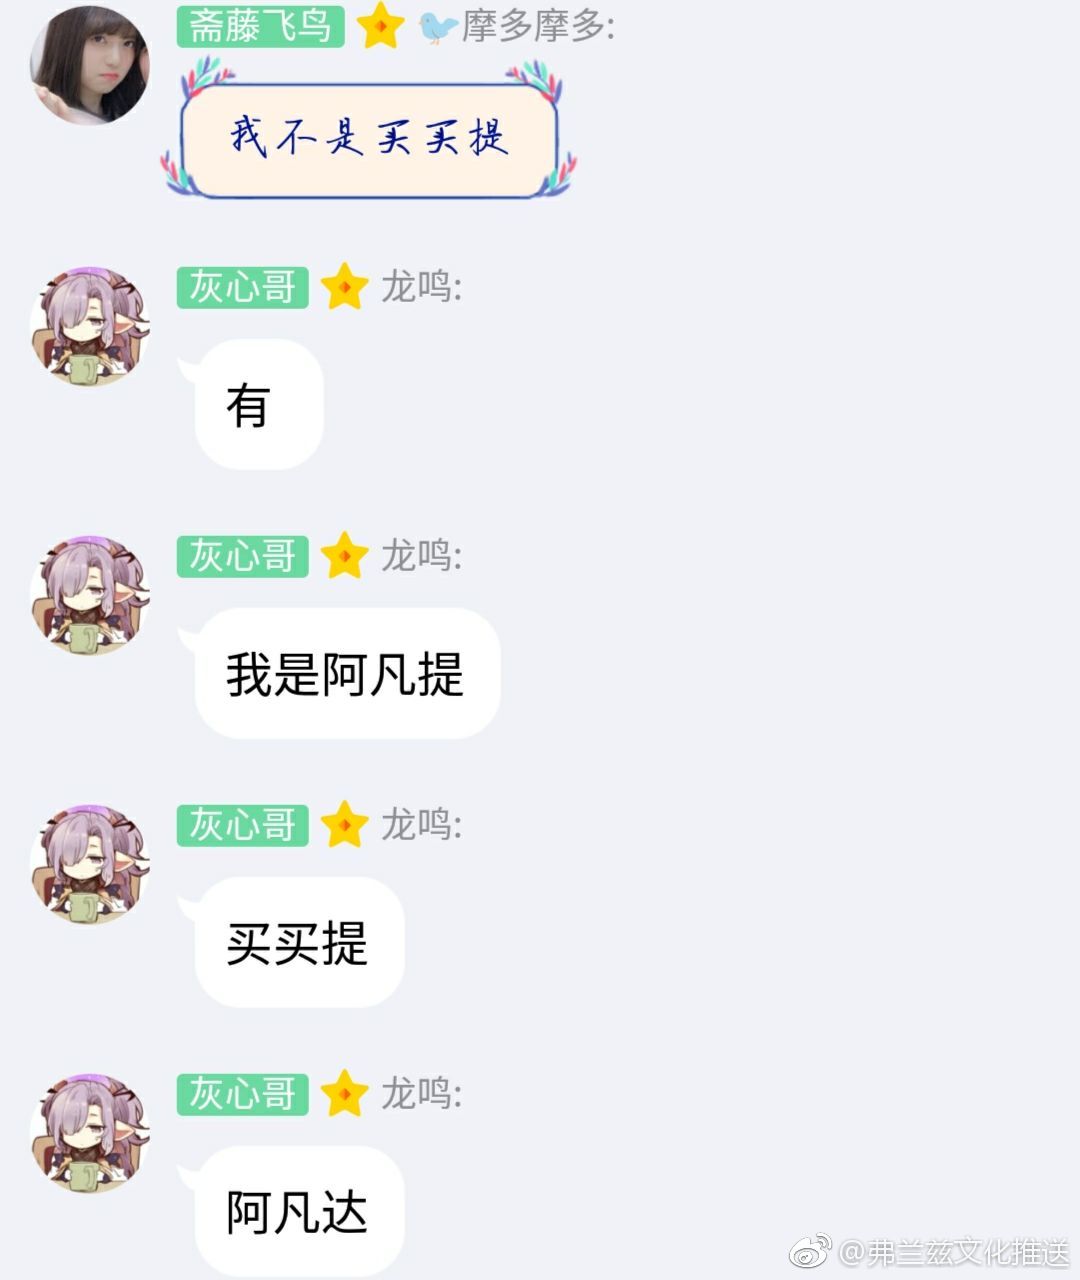 斋藤飞鸟 摩多摩多:
我不是买买提
灰心哥 龙鸣:
有
灰心哥 龙鸣:
我是阿凡提
灰心哥 龙鸣:
买买提
灰心哥 龙鸣:
阿凡达
@弗兰兹文化推送